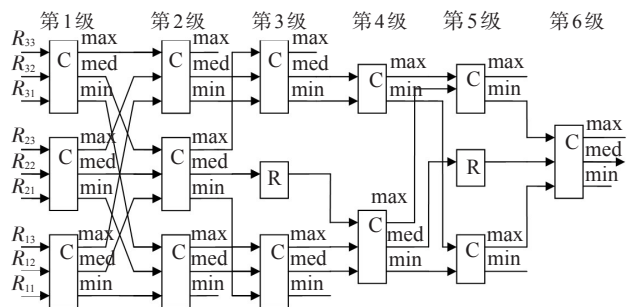 第1级 第2级 第3级 第4级 第5级 第6级
R33 max max
R32 C med C med C
R31 min min
max
med
min
C max
min
C max
min
R23 max max
R22 C med C med R
R21 min min
max
C med
min
R
C max
med
min
R13 max max max
R12 C med C med C med
R11 min min min
C max
min